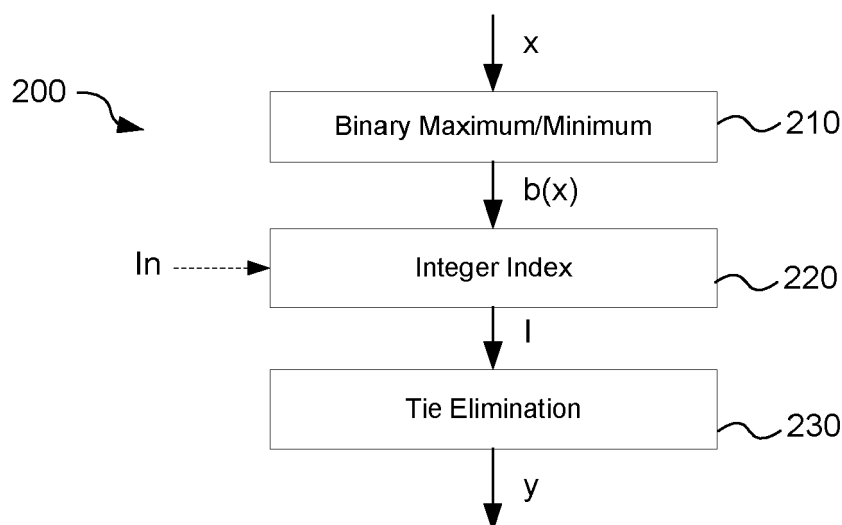 x
200
Binary Maximum/Minimum
210
b(x)
In
Integer Index
220
I
Tie Elimination
230
y